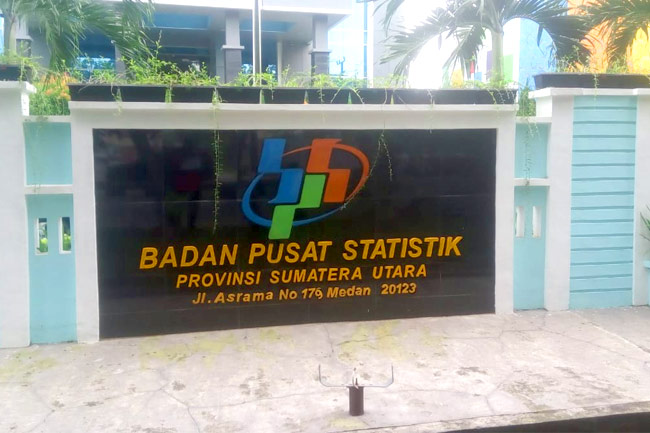 BADAN PUSAT STATISTIK
PROVINSI SUMATERA UTARA
Jl. Asrama No 179 Medan 20123